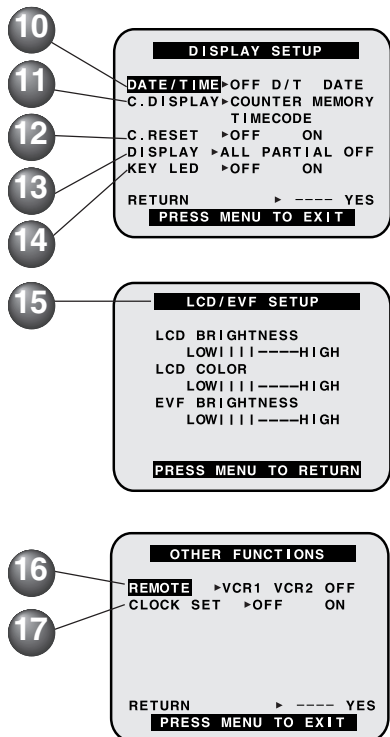 10
DISPLAY SETUP
11
DATE/TIME ▸OFF D/T DATE
C.DISPLAY▸COUNTER MEMORY
TIMECODE
12
C.RESET ▸OFF ON
13
DISPLAY ▸ALL PARTIAL OFF
14
KEY LED ▸OFF ON
RETURN ▸ ---- YES
PRESS MENU TO EXIT
15
LCD/EVF SETUP
LCD BRIGHTNESS
LOWIIII----HIGH
LCD COLOR
LOWIIII----HIGH
EVF BRIGHTNESS
LOWIIII----HIGH
PRESS MENU TO RETURN
OTHER FUNCTIONS
16
REMOTE ▸VCR1 VCR2 OFF
17
CLOCK SET ▸OFF ON
RETURN ▸ ---- YES
PRESS MENU TO EXIT